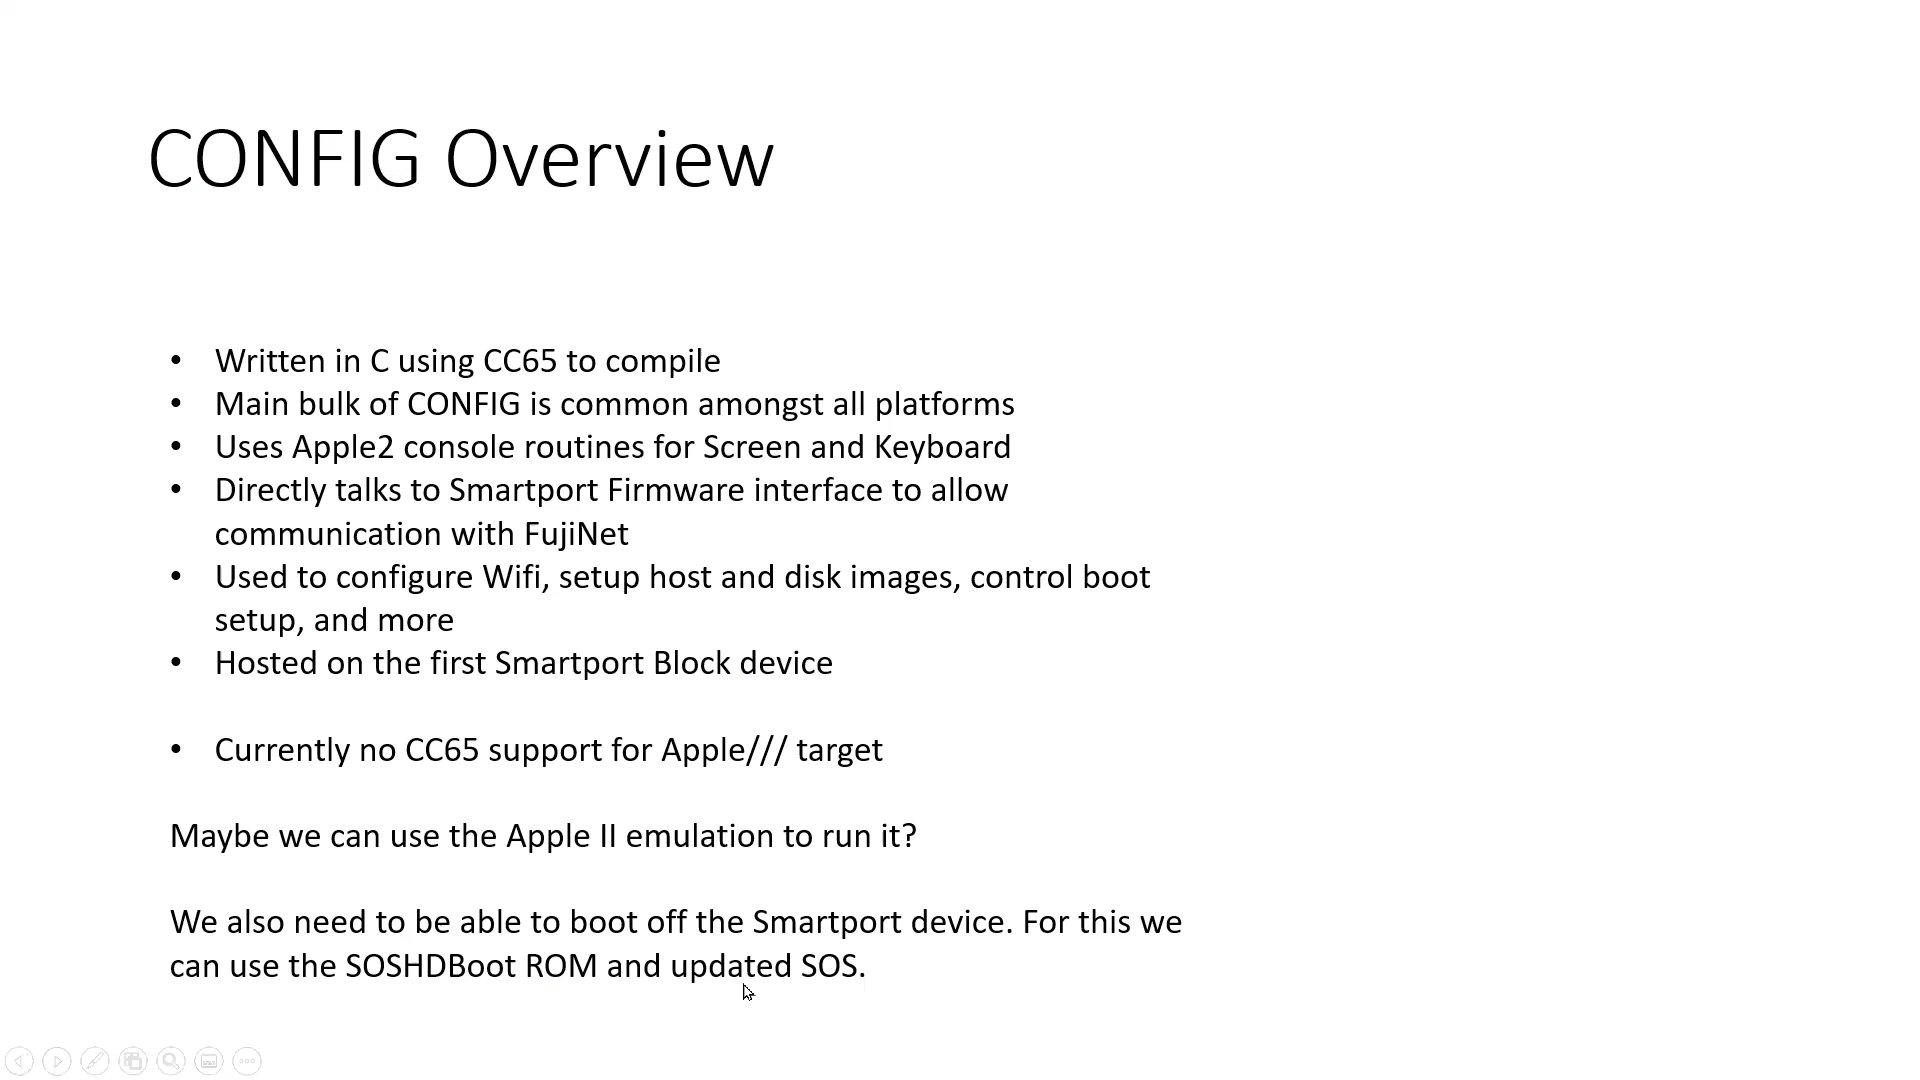 CONFIG Overview
• Written in C using CC65 to compile
• Main bulk of CONFIG is common amongst all platforms
• Uses Apple2 console routines for Screen and Keyboard
• Directly talks to Smartport Firmware interface to allow
communication with FujiNet
• Used to configure Wifi, setup host and disk images, control boot
setup, and more
• Hosted on the first Smartport Block device
• Currently no CC65 support for Apple/// target
Maybe we can use the Apple II emulation to run it?
We also need to be able to boot off the Smartport device. For this we
can use the SOSHDBoot ROM and updated SOS.